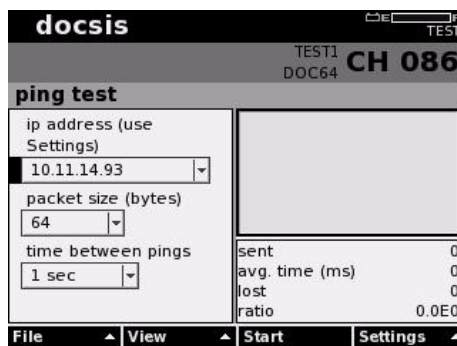 docsis
E F
TEST
TEST1
DOC64
CH 086
ping test
ip address (use
Settings)
10.11.14.93
packet size (bytes)
64
time between pings
1 sec
sent 0
avg. time (ms) 0
lost 0
ratio 0.0E0
File
View
Start
Settings